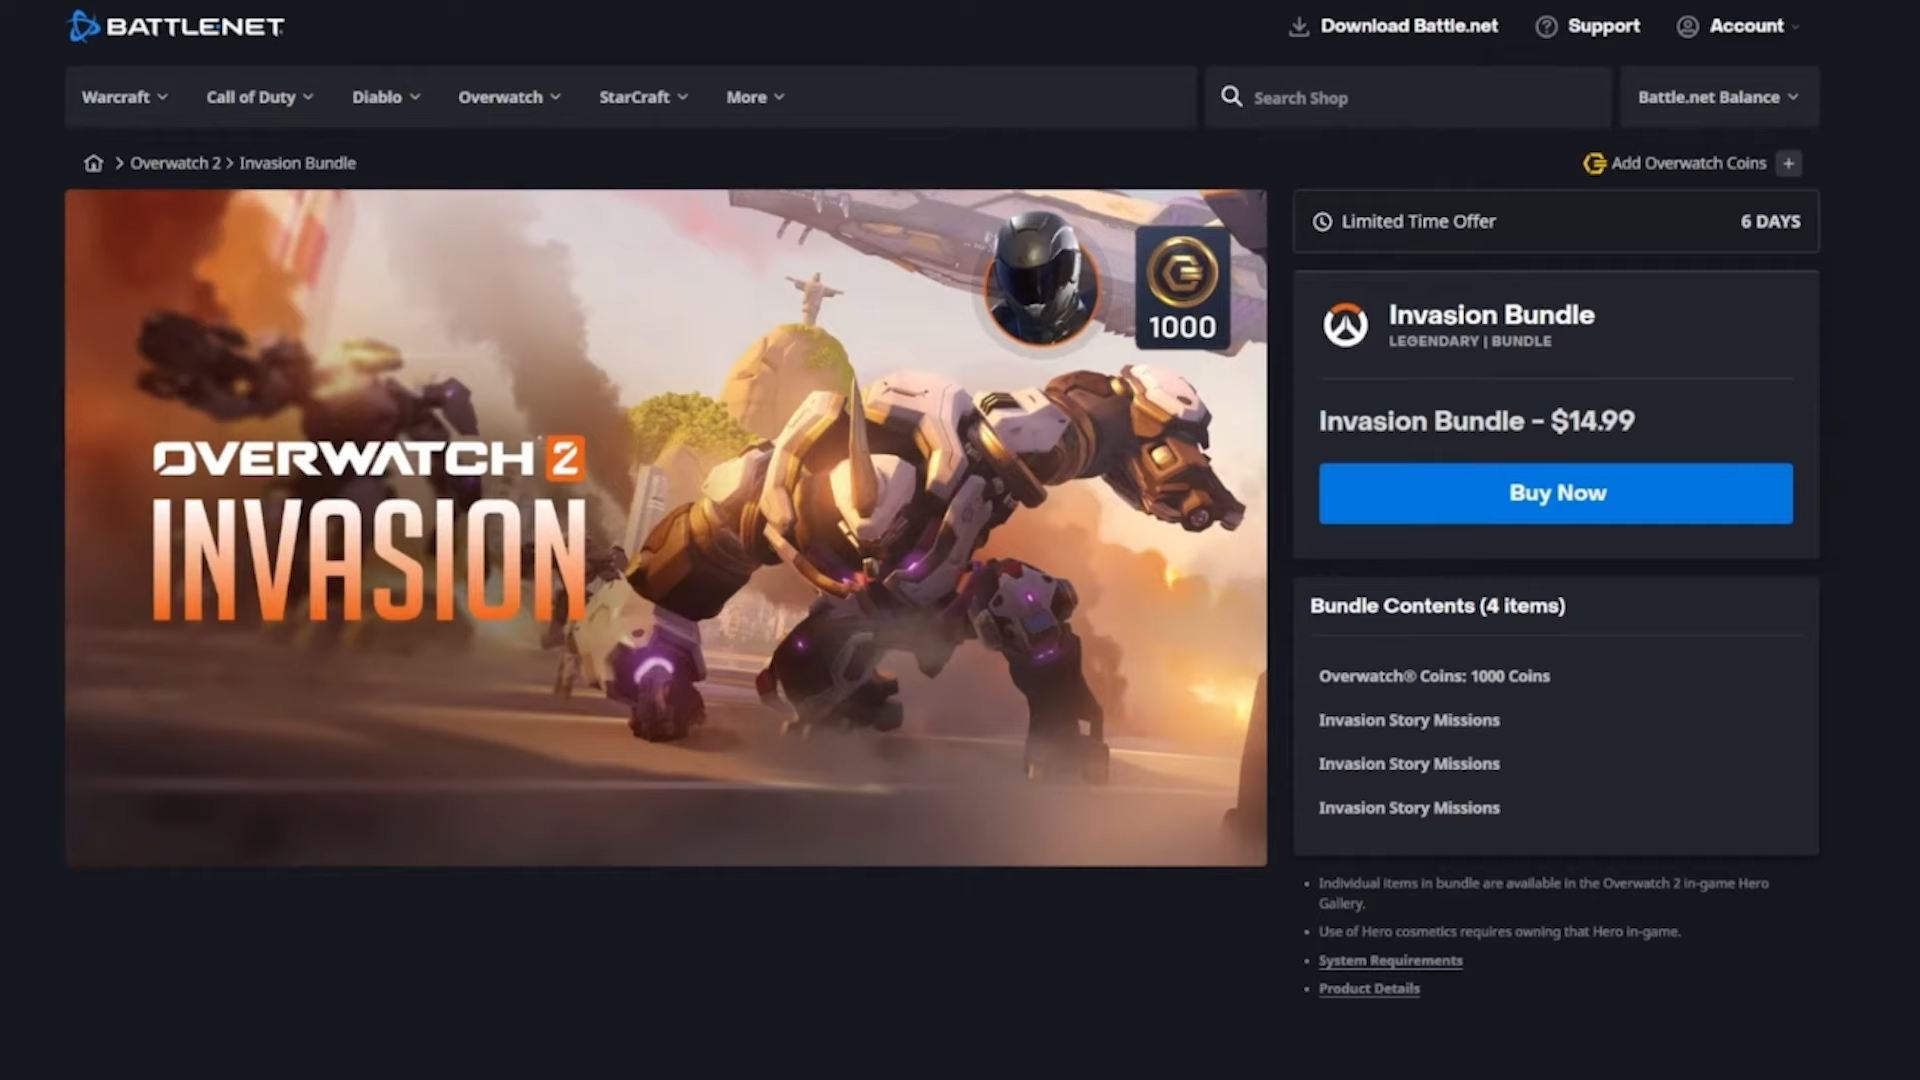 BATTLE.NET
Download Battle.net
Support
Account
Warcraft
Call of Duty
Diablo
Overwatch
StarCraft
More
Search Shop
Battle.net Balance
Overwatch 2 > Invasion Bundle
Add Overwatch Coins +
1000
OVERWATCH 2
INVASION
Limited Time Offer
6 DAYS
Invasion Bundle
LEGENDARY | BUNDLE
Invasion Bundle - $14.99
Buy Now
Bundle Contents (4 items)
Overwatch® Coins: 1000 Coins
Invasion Story Missions
Invasion Story Missions
Invasion Story Missions
• Individual items in bundle are available in the Overwatch 2 in-game Hero
Gallery.
• Use of Hero cosmetics requires owning that Hero in-game.
• System Requirements
• Product Details